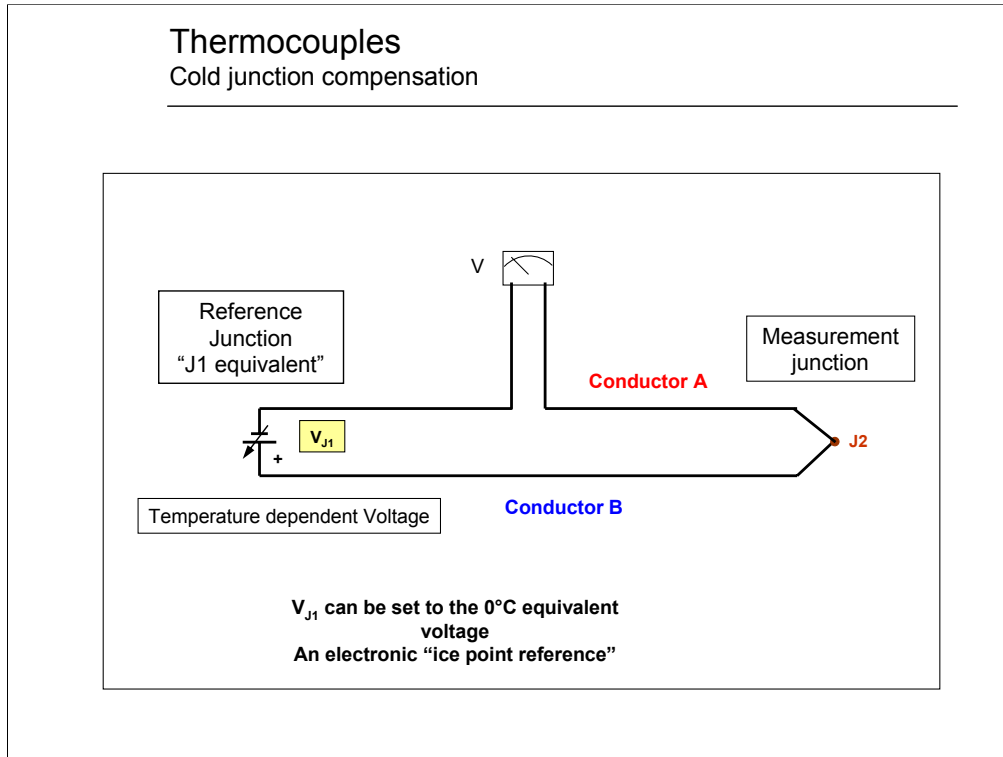 Thermocouples
Cold junction compensation
V
Reference
Junction
“J1 equivalent”
Measurement
junction
Conductor A
VJ1
J2
+
Conductor B
Temperature dependent Voltage
VJ1 can be set to the 0°C equivalent
voltage
An electronic “ice point reference”